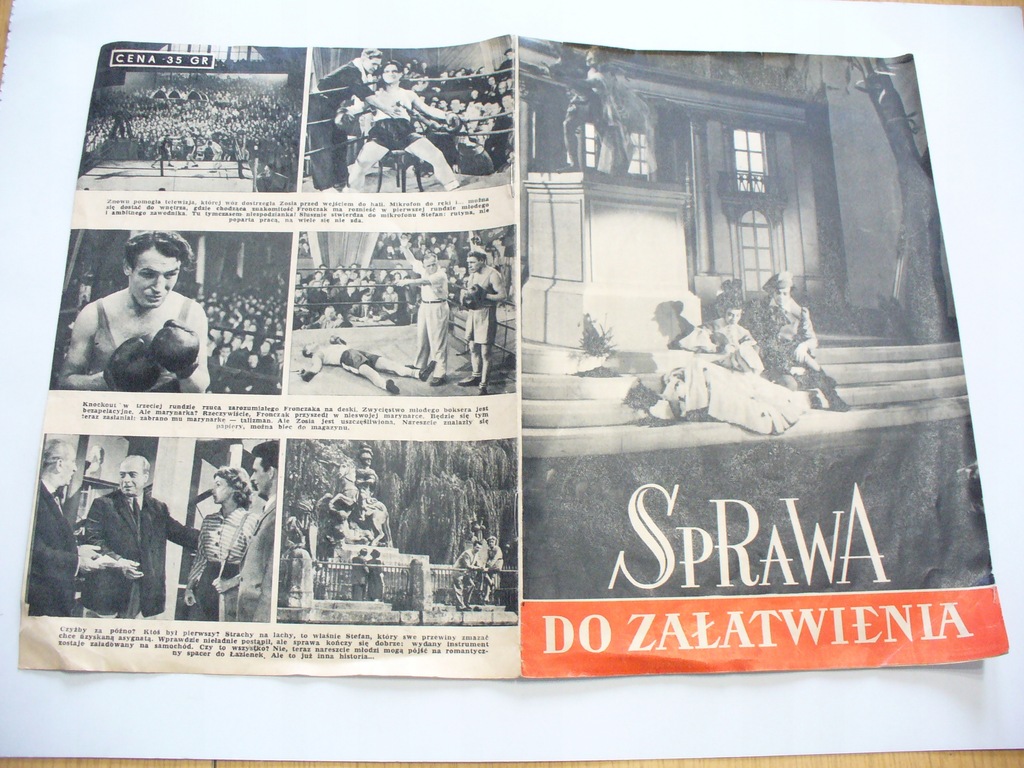 CENA 35 GR
Znowu pomogła telewizja, której wóz dostrzegła Zosia przed wejściem do hali. Mikrofon do ręki i... można
się dostać do wnętrza, gdzie chodząca znakomitość Fronczak ma roznieść w pierwszej rundzie młodego
i ambitnego zawodnika. Tu tymczasem niespodzianka! Słusznie stwierdza do mikrofonu Stefan: rutyna, nie
poparta pracą, na wiele się nie zda.
Knockout w trzeciej rundzie rzuca zarozumiałego Fronczaka na deski. Zwycięstwo młodego boksera jest
bezapelacyjne. Ale marynarka? Rzeczywiście, Fronczak przyszedł w nieswojej marynarce. Będzie się tym
teraz zasłaniał: zabrano mu marynarkę — talizman. Ale Zosia jest uszczęśliwiona. Nareszcie znalazły się
papiery, można biec do magazynu.
Czyżby za późno? Ktoś był pierwszy? Strachy na lachy, to właśnie Stefan, który swe przewiny zmazać
chce uzyskaną asygnatą. Wprawdzie nieładnie postąpił, ale sprawa kończy się dobrze: wydany instrument
zostaje załadowany na samochód. Czy to wszystko? Nie, teraz nareszcie młodzi mogą pójść na romantycz-
ny spacer do Łazienek. Ale to już inna historia...
SPRAWA
DO ZAŁATWIENIA